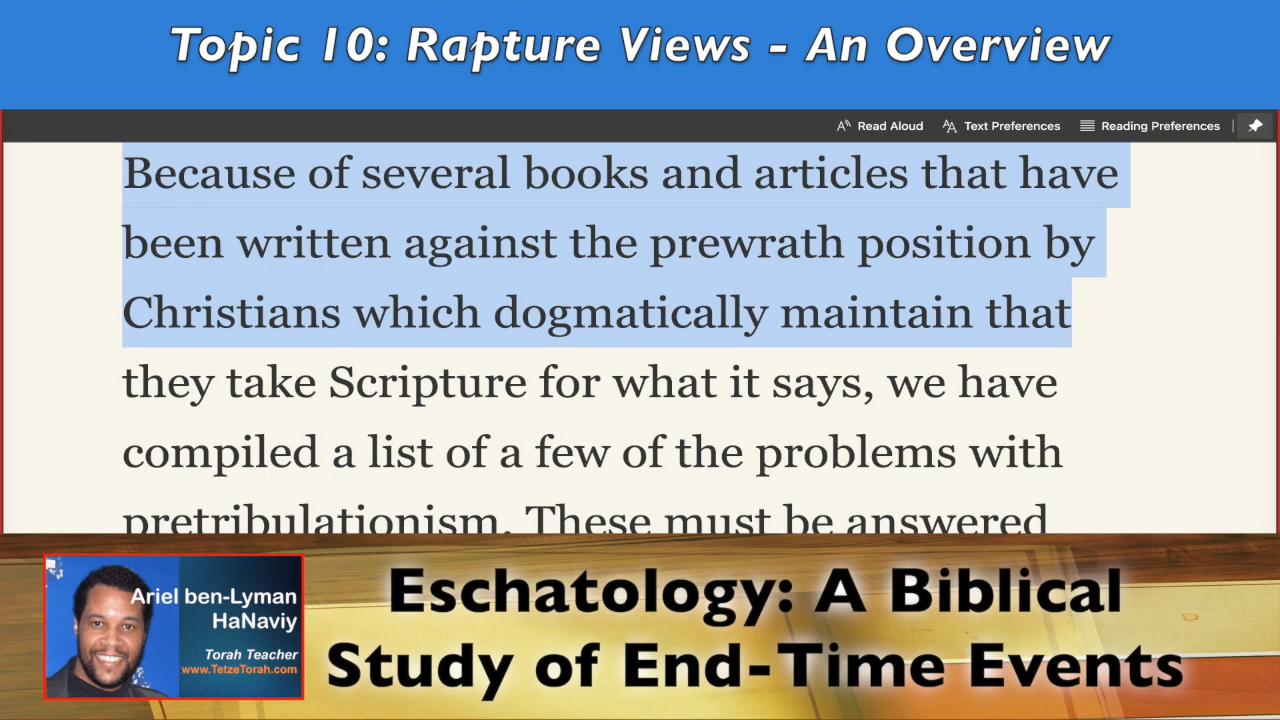 Topic 10: Rapture Views - An Overview
Read Aloud Text Preferences Reading Preferences
Because of several books and articles that have
been written against the prewrath position by
Christians which dogmatically maintain that
they take Scripture for what it says, we have
compiled a list of a few of the problems with
pretribulationism. These must be answered
Ariel ben-Lyman
HaNaviy
Torah Teacher
www.TetzeTorah.com
Eschatology: A Biblical
Study of End-Time Events